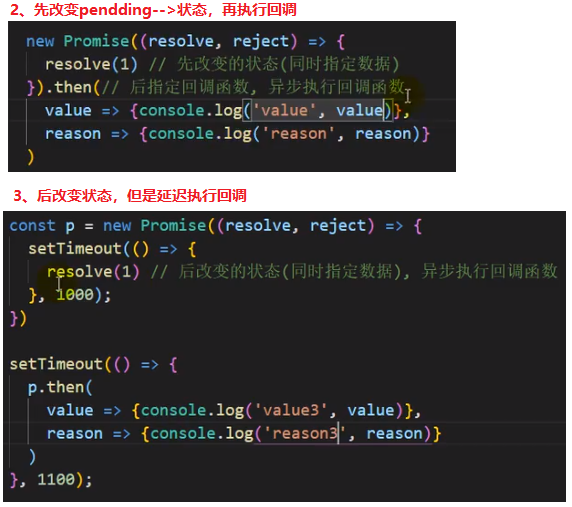 2、先改变pendding-->状态，再执行回调
new Promise((resolve, reject) => {
  resolve(1) // 先改变的状态(同时指定数据)
}).then(// 后指定回调函数, 异步执行回调函数
  value => {console.log('value', value)},
  reason => {console.log('reason', reason)}
)
3、后改变状态，但是延迟执行回调
const p = new Promise((resolve, reject) => {
  setTimeout(() => {
    resolve(1) // 后改变的状态(同时指定数据), 异步执行回调函数
  }, 1000);
})
setTimeout(() => {
  p.then(
    value => {console.log('value3', value)},
    reason => {console.log('reason3', reason)}
  )
}, 1100);